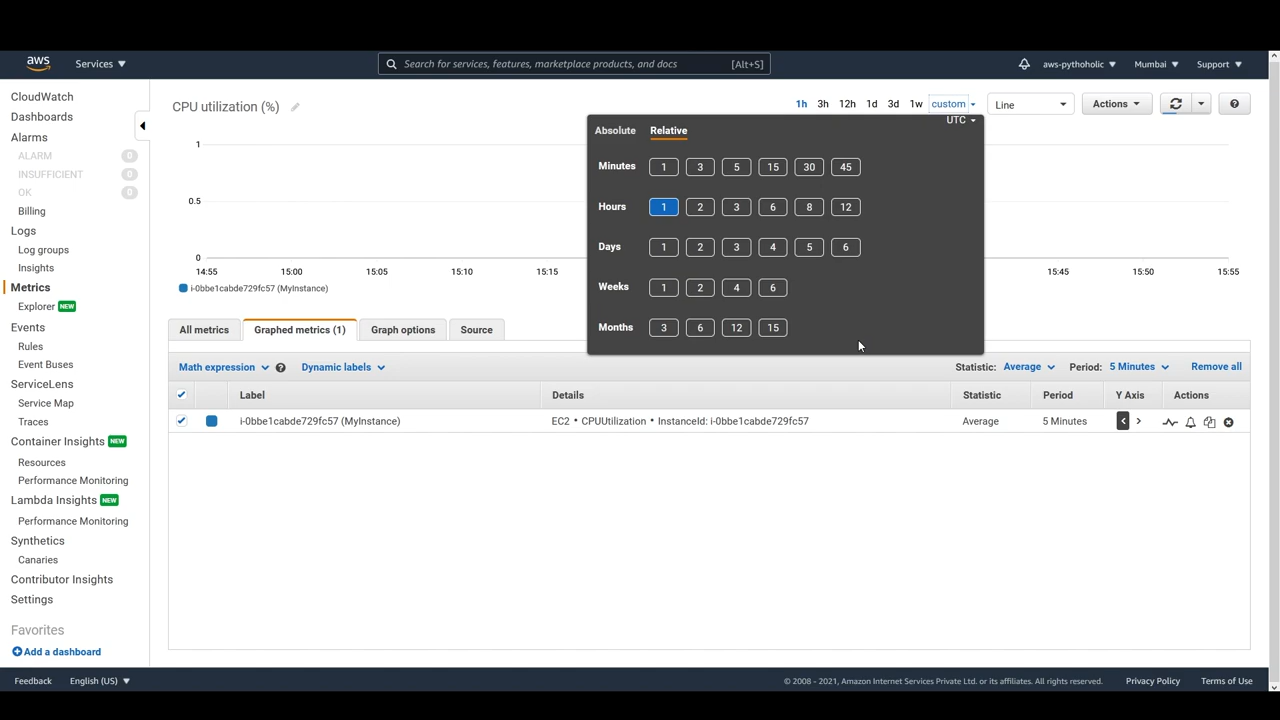 aws Services Search for services, features, marketplace products, and docs [Alt+S] aws-pythoholic Mumbai Support
CloudWatch
Dashboards
Alarms
ALARM 0
INSUFFICIENT 0
OK 0
Billing
Logs
Log groups
Insights
Metrics
Explorer NEW
Events
Rules
Event Buses
ServiceLens
Service Map
Traces
Container Insights NEW
Resources
Performance Monitoring
Lambda Insights NEW
Performance Monitoring
Synthetics
Canaries
Contributor Insights
Settings
Favorites
Add a dashboard
CPU utilization (%) 1h 3h 12h 1d 3d 1w custom Line Actions
1
0.5
0
14:55 15:00 15:05 15:10 15:15 15:45 15:50 15:55
i-0bbe1cabde729fc57 (MyInstance)
Absolute Relative UTC
Minutes 1 3 5 15 30 45
Hours 1 2 3 6 8 12
Days 1 2 3 4 5 6
Weeks 1 2 4 6
Months 3 6 12 15
All metrics Graphed metrics (1) Graph options Source
Math expression Dynamic labels Statistic: Average Period: 5 Minutes Remove all
Label Details Statistic Period Y Axis Actions
i-0bbe1cabde729fc57 (MyInstance) EC2 • CPUUtilization • InstanceId: i-0bbe1cabde729fc57 Average 5 Minutes
Feedback English (US) © 2008 - 2021, Amazon Internet Services Private Ltd. or its affiliates. All rights reserved. Privacy Policy Terms of Use